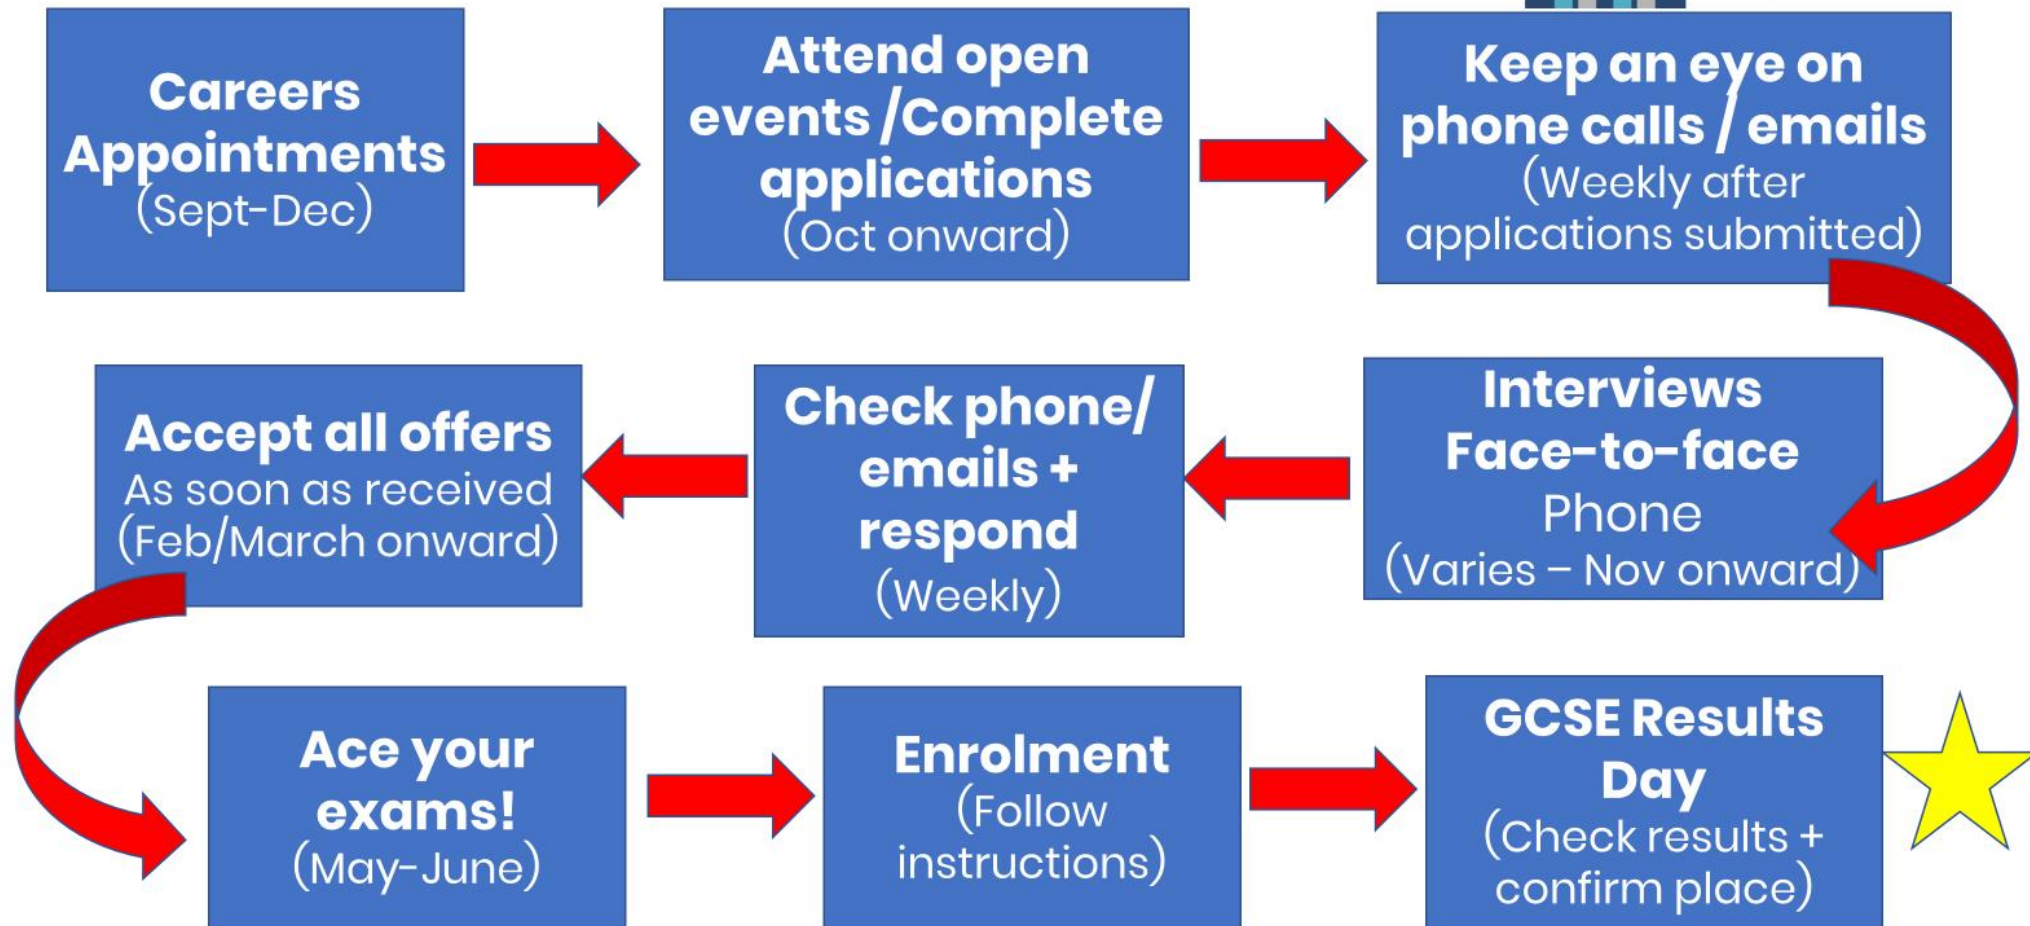 Careers
Appointments
(Sept-Dec)
Attend open
events /Complete
applications
(Oct onward)
Keep an eye on
phone calls / emails
(Weekly after
applications submitted)
Interviews
Face-to-face
Phone
(Varies – Nov onward)
Check phone/
emails +
respond
(Weekly)
Accept all offers
As soon as received
(Feb/March onward)
Ace your
exams!
(May-June)
Enrolment
(Follow
instructions)
GCSE Results
Day
(Check results +
confirm place)